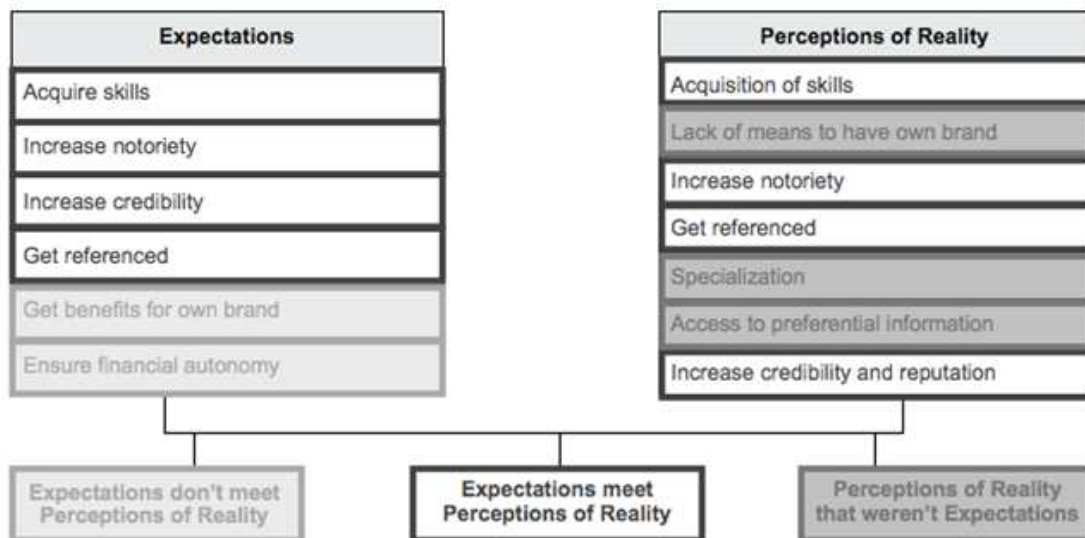 Expectations
Acquire skills
Increase notoriety
Increase credibility
Get referenced
Get benefits for own brand
Ensure financial autonomy
Perceptions of Reality
Acquisition of skills
Lack of means to have own brand
Increase notoriety
Get referenced
Specialization
Access to preferential information
Increase credibility and reputation
Expectations don't meet
Perceptions of Reality
Expectations meet
Perceptions of Reality
Perceptions of Reality
that weren't Expectations